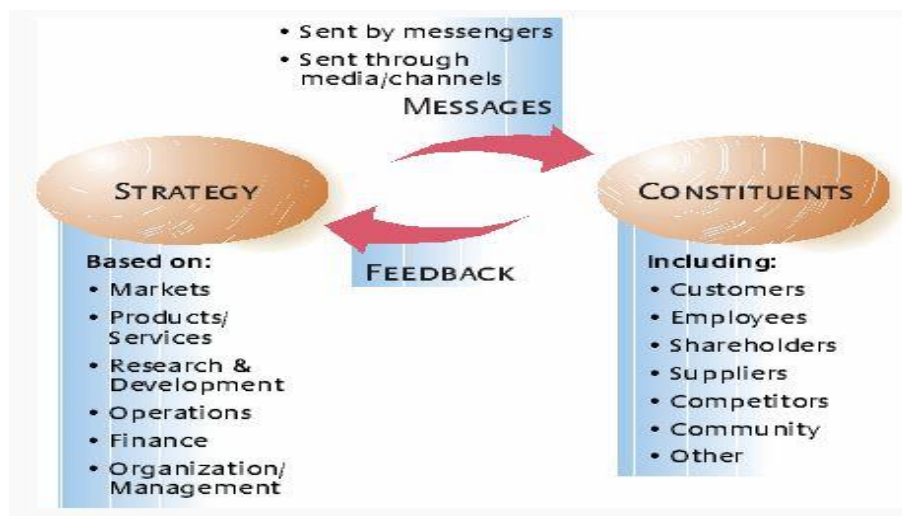 • Sent by messengers
• Sent through
media/channels
MESSAGES
STRATEGY
CONSTITUENTS
FEEDBACK
Based on:
• Markets
• Products/
Services
• Research &
Development
• Operations
• Finance
• Organization/
Management
Including:
• Customers
• Employees
• Shareholders
• Suppliers
• Competitors
• Community
• Other